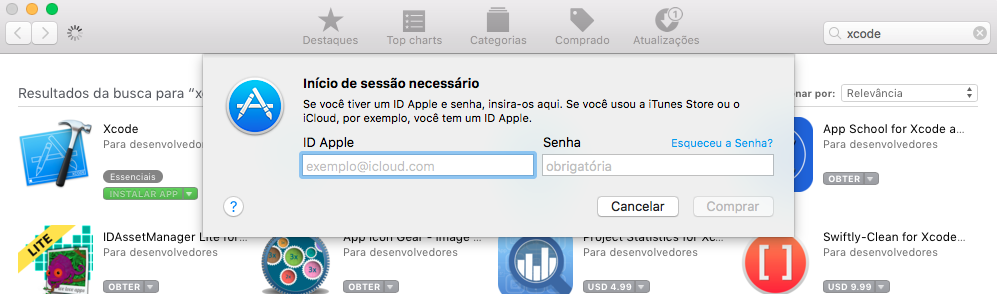 Destaques
Top charts
Categorias
Comprado
1
Atualizações
xcode
Resultados da busca para “x
nar por:
Relevância
Início de sessão necessário
Se você tiver um ID Apple e senha, insira-os aqui. Se você usou a iTunes Store ou o
iCloud, por exemplo, você tem um ID Apple.
ID Apple
Senha
Esqueceu a Senha?
exemplo@icloud.com
obrigatória
?
Cancelar
Comprar
Xcode
Para desenvolvedores
Essenciais
INSTALAR APP
App School for Xcode a...
Para desenvolvedores
OBTER
LITE
IDAssetManager Lite for...
Para desenvolvedores
OBTER
3x
3x
App Icon Gear - Image ...
Para desenvolvedores
OBTER
Project Statistics for Xc...
Para desenvolvedores
USD 4.99
[ ]
Swiftly-Clean for Xcode...
Para desenvolvedores
USD 9.99